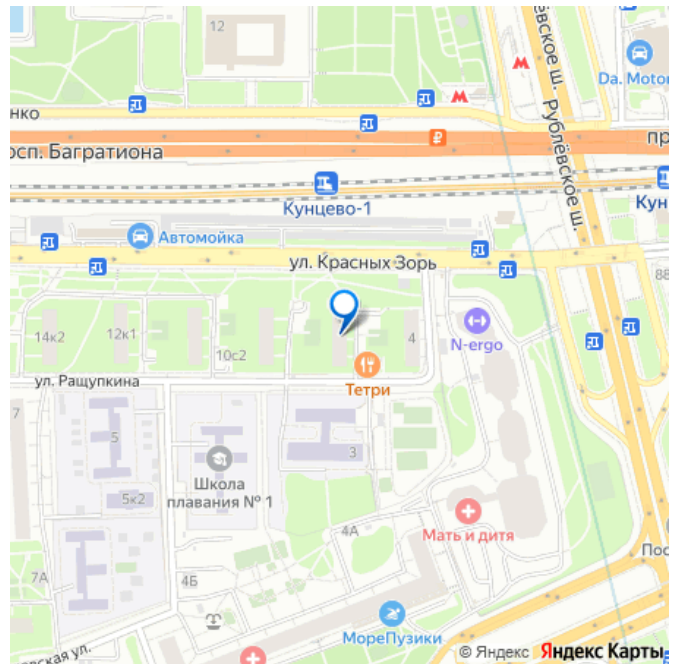 12
ёвское ш.
Рублёвское ш.
Da. Motor
нко
₽
пр
осп. Багратиона
Кунцево-1
Кун
Автомойка
ул. Красных Зорь
88
14к2
12к1
10с2
4
N-ergo
ул. Ращупкина
Тетри
7
5
3
Школа
плавания № 1
5к2
4А
Мать и дитя
Пос
7А
4Б
МореПузики
вская ул.
© Яндекс Яндекс Карты